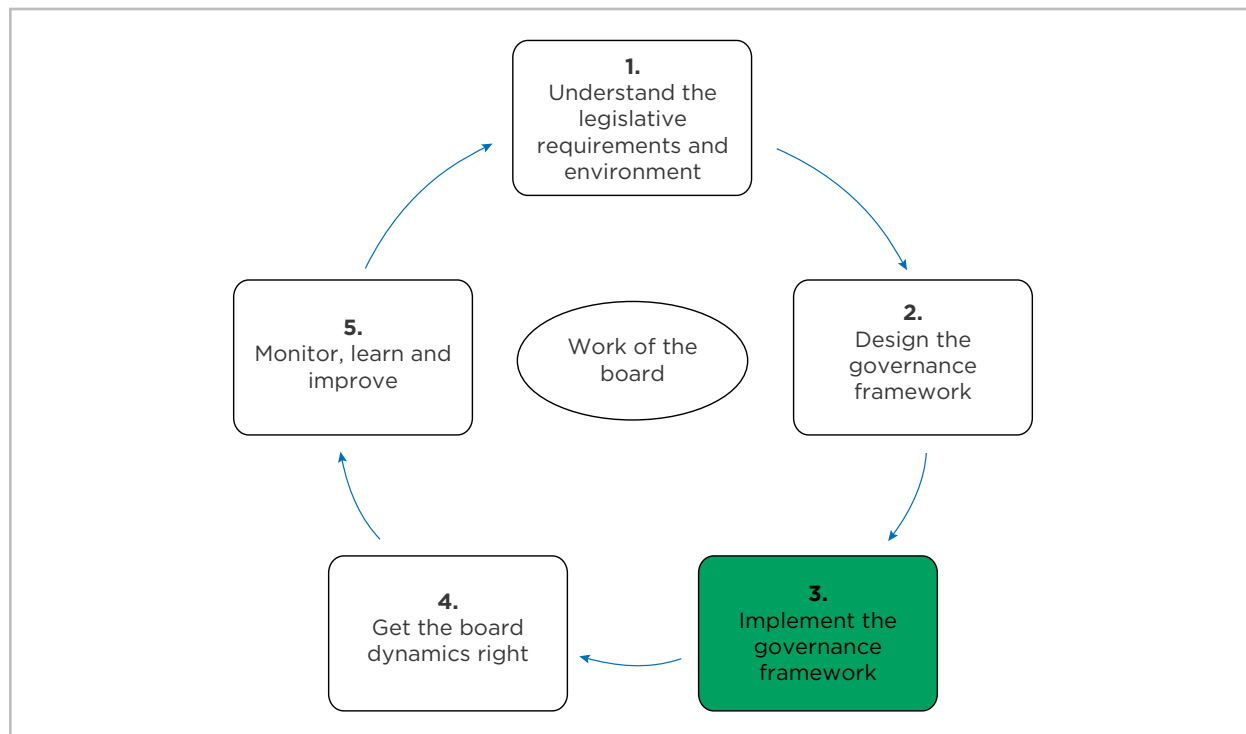 1.
Understand the
legislative
requirements and
environment
2.
Design the
governance
framework
3.
Implement the
governance
framework
4.
Get the board
dynamics right
5.
Monitor, learn and
improve
Work of the
board